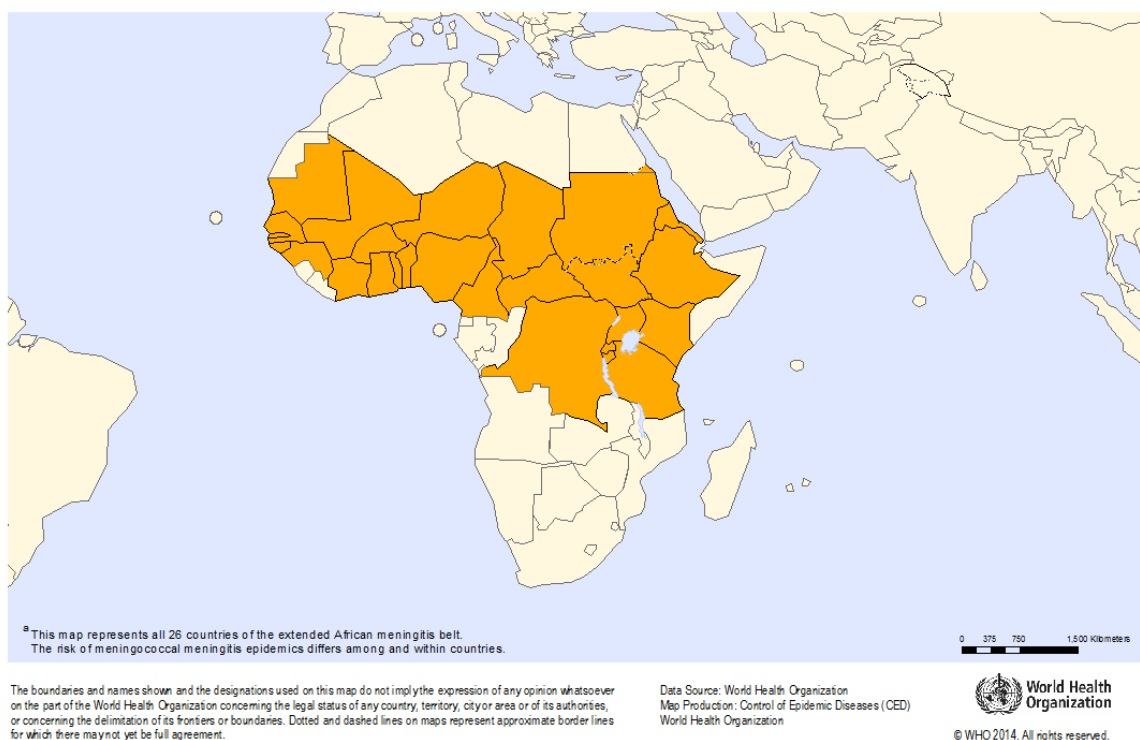 a This map represents all 26 countries of the extended African meningitis belt.
The risk of meningococcal meningitis epidemics differs among and within countries.
0 375 750 1,500 Kilometers
The boundaries and names shown and the designations used on this map do not imply the expression of any opinion whatsoever
on the part of the World Health Organization concerning the legal status of any country, territory, city or area or of its authorities,
or concerning the delimitation of its frontiers or boundaries. Dotted and dashed lines on maps represent approximate border lines
for which there may not yet be full agreement.
Data Source: World Health Organization
Map Production: Control of Epidemic Diseases (CED)
World Health Organization
World Health
Organization
© WHO 2014. All rights reserved.